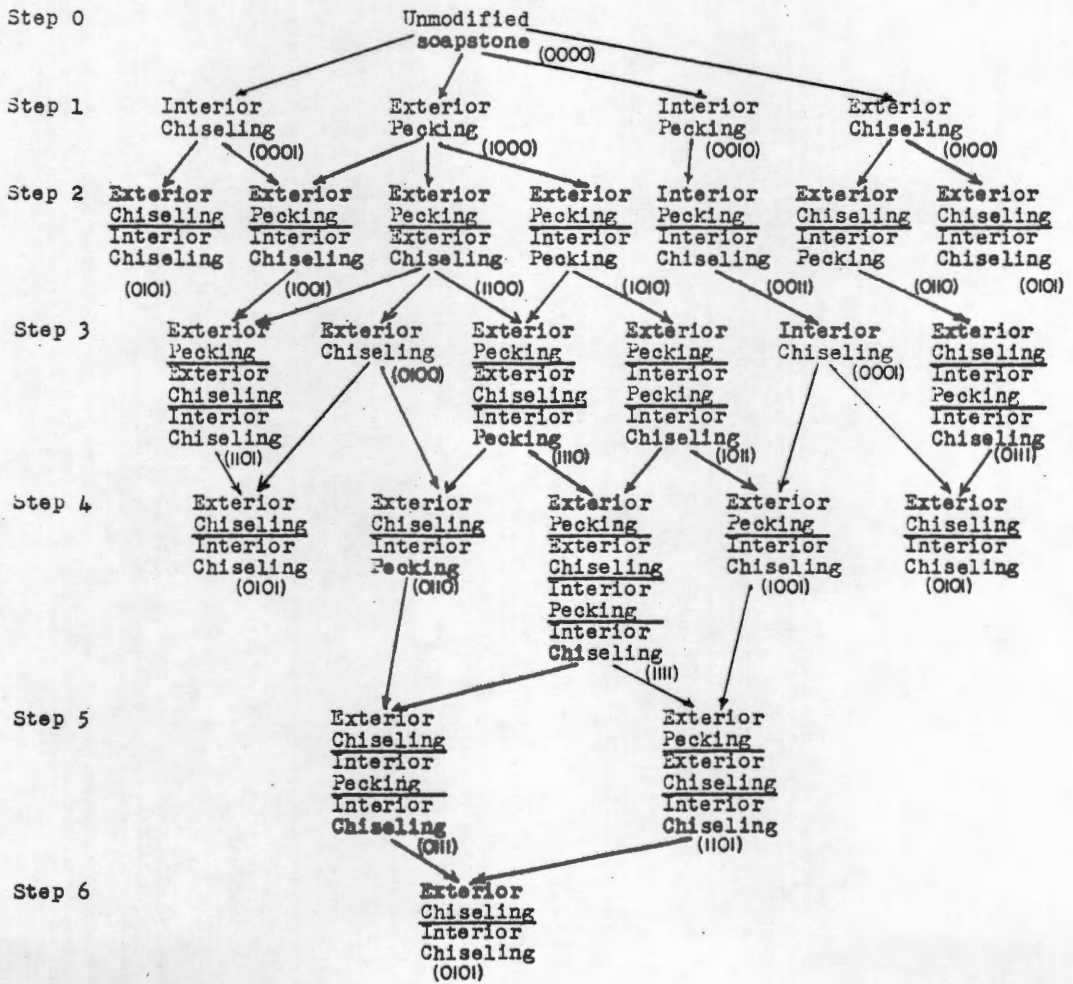 Step 0
Unmodified
soapstone
(0000)
Step 1
Interior
Chiseling
(0001)
Exterior
Pecking
(1000)
Interior
Pecking
(0010)
Exterior
Chiseling
(0100)
Step 2
Exterior
Chiseling
Interior
Chiseling
(0101)
Exterior
Pecking
Interior
Chiseling
(1001)
Exterior
Pecking
Exterior
Chiseling
(1100)
Exterior
Pecking
Interior
Pecking
(1010)
Interior
Pecking
Interior
Chiseling
(0011)
Exterior
Chiseling
Interior
Pecking
(0110)
Exterior
Chiseling
Interior
Chiseling
(0101)
Step 3
Exterior
Pecking
Exterior
Chiseling
Interior
Chiseling
(1101)
Exterior
Chiseling
(0100)
Exterior
Pecking
Exterior
Chiseling
Interior
Pecking
(1110)
Exterior
Pecking
Interior
Pecking
Interior
Chiseling
(1011)
Interior
Chiseling
(0001)
Exterior
Chiseling
Interior
Pecking
Interior
Chiseling
(0111)
Step 4
Exterior
Chiseling
Interior
Chiseling
(0101)
Exterior
Chiseling
Interior
Pecking
(0110)
Exterior
Pecking
Exterior
Chiseling
Interior
Pecking
Interior
Chiseling
(1111)
Exterior
Pecking
Interior
Chiseling
(1001)
Exterior
Chiseling
Interior
Chiseling
(0101)
Step 5
Exterior
Chiseling
Interior
Pecking
Interior
Chiseling
(0111)
Exterior
Pecking
Exterior
Chiseling
Interior
Chiseling
(1101)
Step 6
Exterior
Chiseling
Interior
Chiseling
(0101)